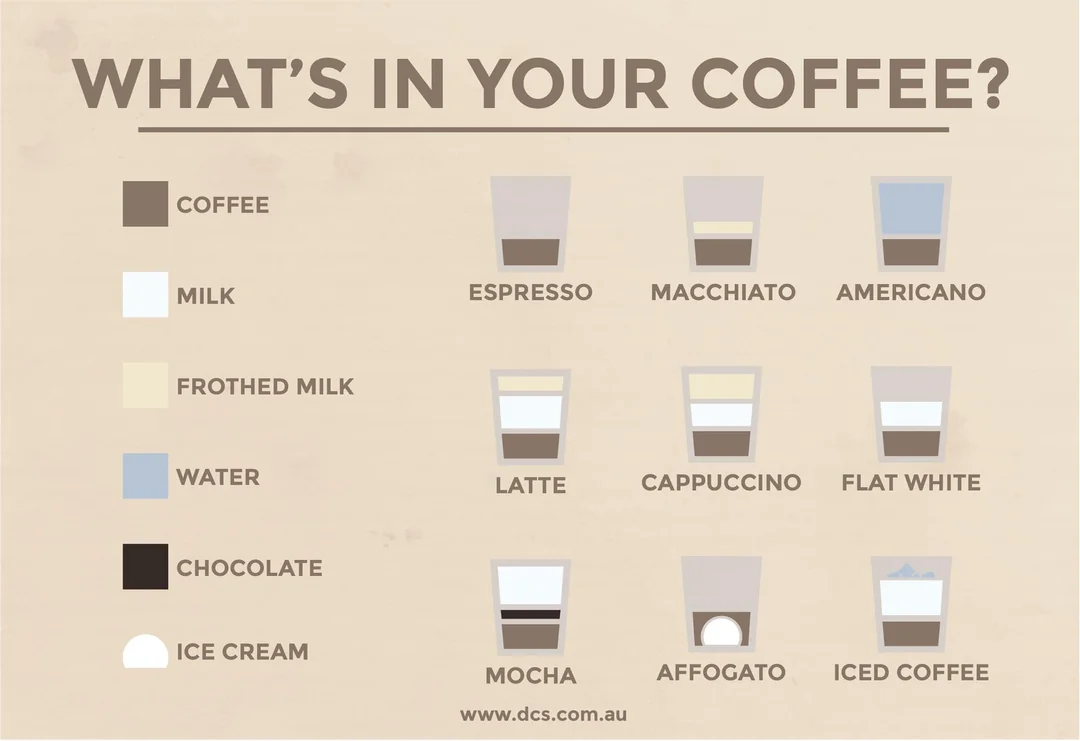 WHAT'S IN YOUR COFFEE?
COFFEE
MILK
FROTHED MILK
WATER
CHOCOLATE
ICE CREAM
ESPRESSO
MACCHIATO
AMERICANO
LATTE
CAPPUCCINO
FLAT WHITE
MOCHA
AFFOGATO
ICED COFFEE
www.dcs.com.au